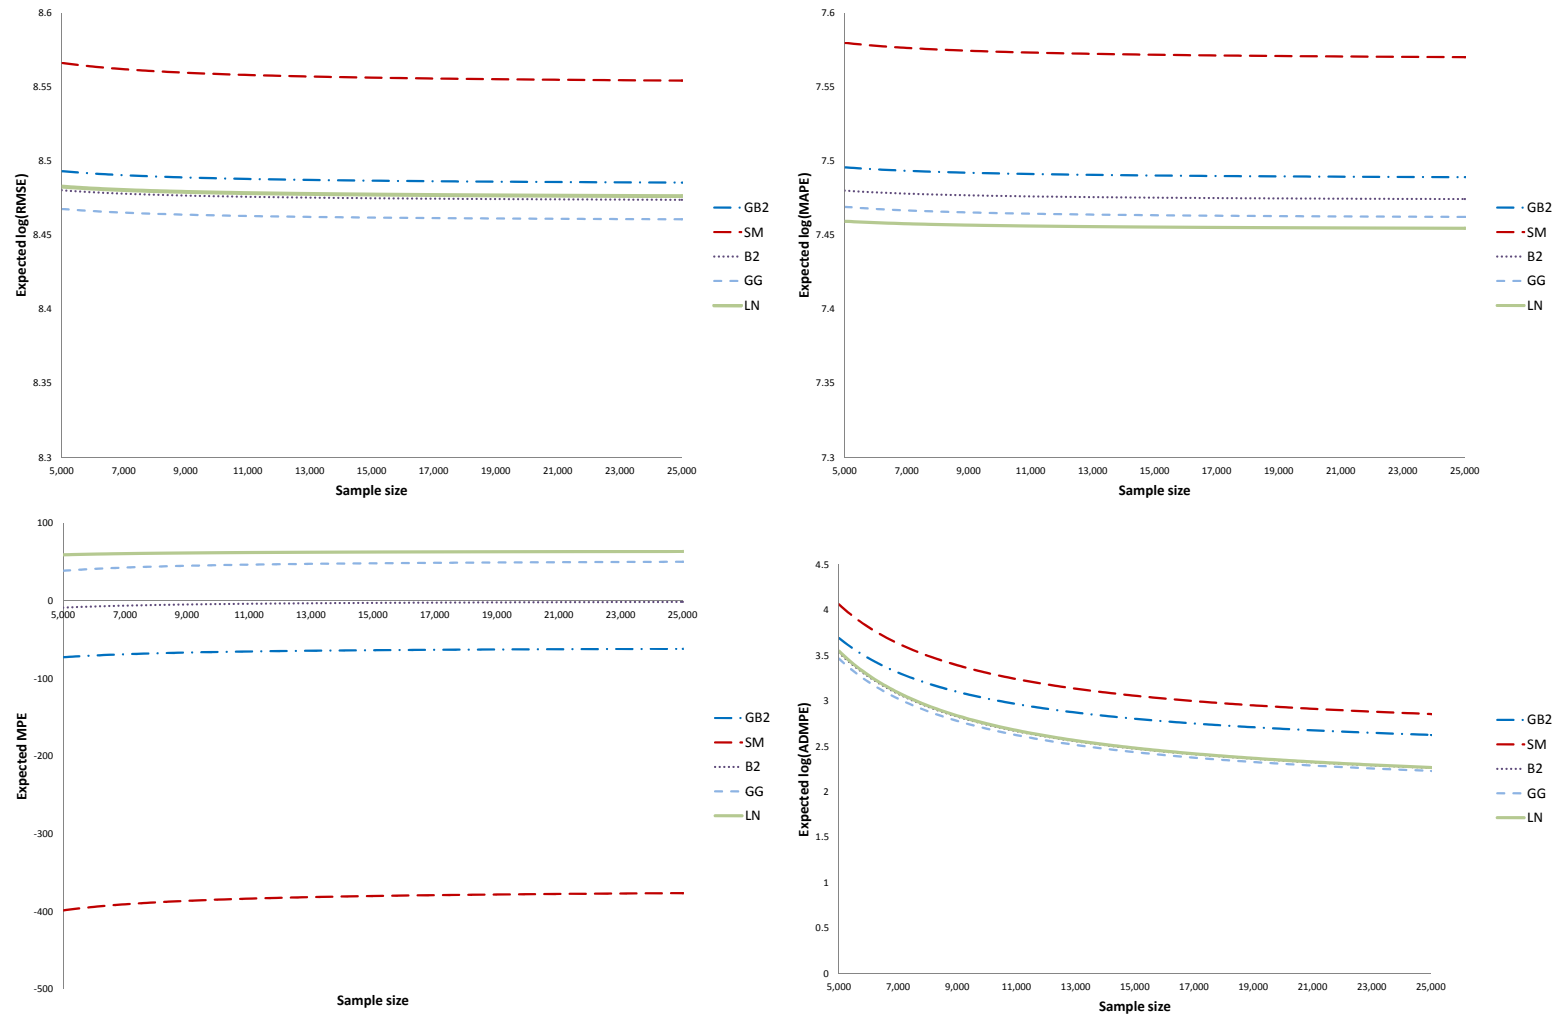 8.6
8.55
8.5
8.45
8.4
8.35
8.3
Expected log(RMSE)
5,000 7,000 9,000 11,000 13,000 15,000 17,000 19,000 21,000 23,000 25,000
Sample size
GB2
SM
B2
GG
LN
7.6
7.55
7.5
7.45
7.4
7.35
7.3
Expected log(MAPE)
5,000 7,000 9,000 11,000 13,000 15,000 17,000 19,000 21,000 23,000 25,000
Sample size
GB2
SM
B2
GG
LN
100
0
-100
-200
-300
-400
-500
Expected MPE
5,000 7,000 9,000 11,000 13,000 15,000 17,000 19,000 21,000 23,000 25,000
Sample size
GB2
SM
B2
GG
LN
4.5
4
3.5
3
2.5
2
1.5
1
0.5
0
Expected log(ADMPE)
5,000 7,000 9,000 11,000 13,000 15,000 17,000 19,000 21,000 23,000 25,000
Sample size
GB2
SM
B2
GG
LN